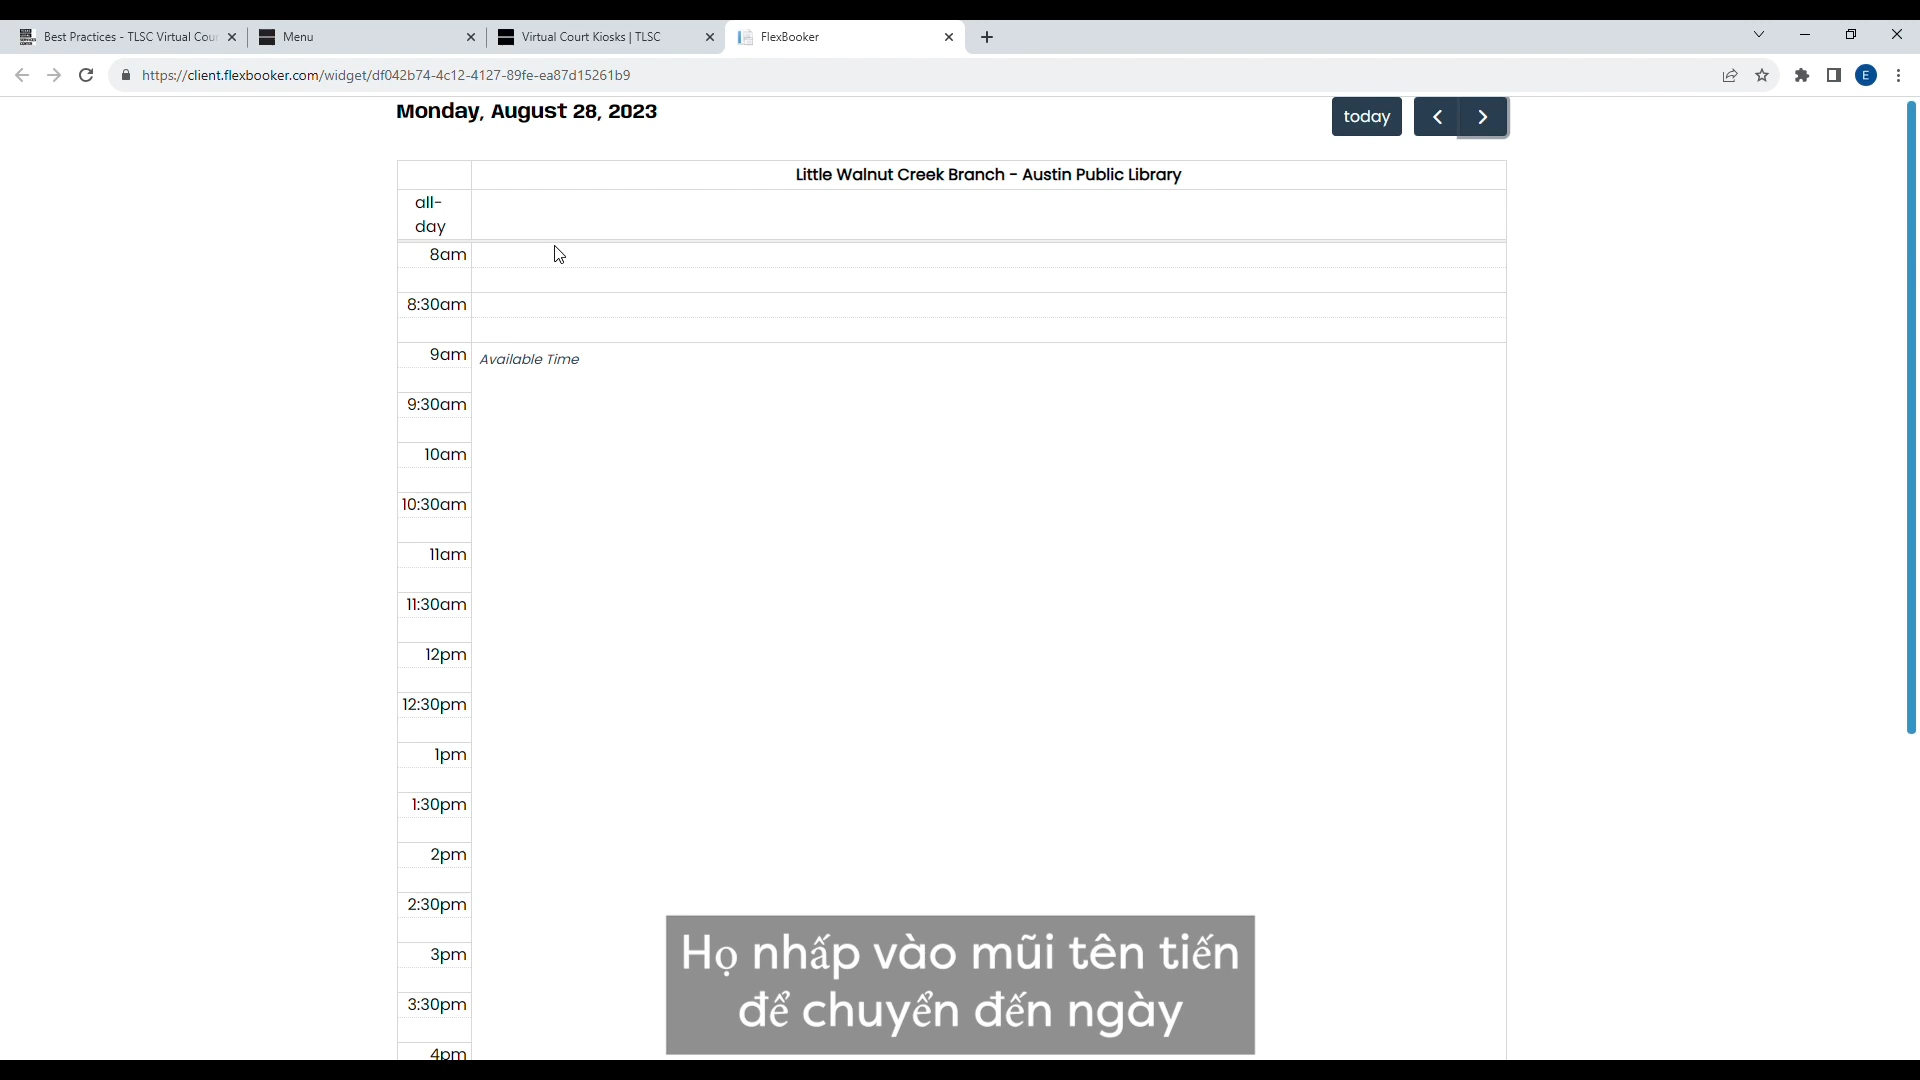 Best Practices - TLSC Virtual Cou
Menu
Virtual Court Kiosks | TLSC
FlexBooker
https://client.flexbooker.com/widget/df042b74-4c12-4127-89fe-ea87d15261b9
E
Monday, August 28, 2023
today
Little Walnut Creek Branch - Austin Public Library
all-
day
8am
8:30am
9am
Available Time
9:30am
10am
10:30am
11am
11:30am
12pm
12:30pm
1pm
1:30pm
2pm
2:30pm
3pm
3:30pm
4pm
Họ nhấp vào mũi tên tiến
để chuyển đến ngày